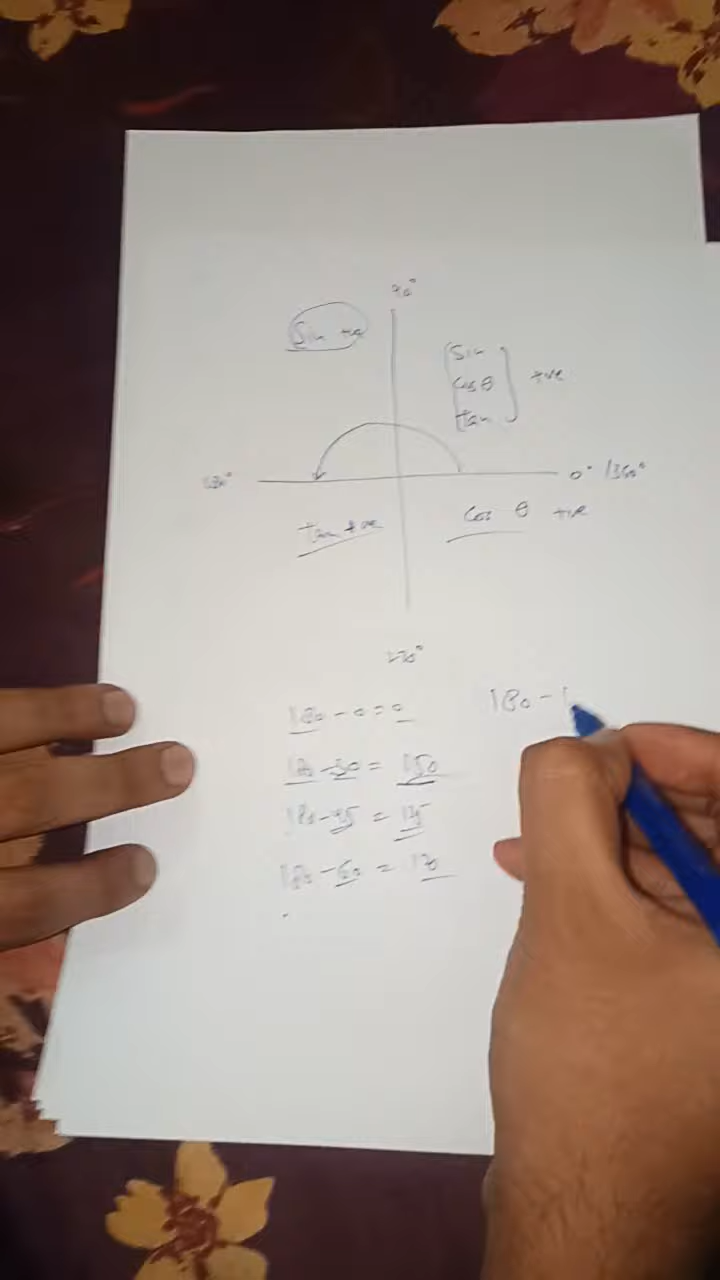 90°
Sin +ve
Sin
cos θ
tan
+ve
180°
0° /360°
tan +ve
cos θ +ve
270°
180 - 0 = 0
180 -
180 - 30 = 150
180 - 45 = 135
180 - 60 = 120